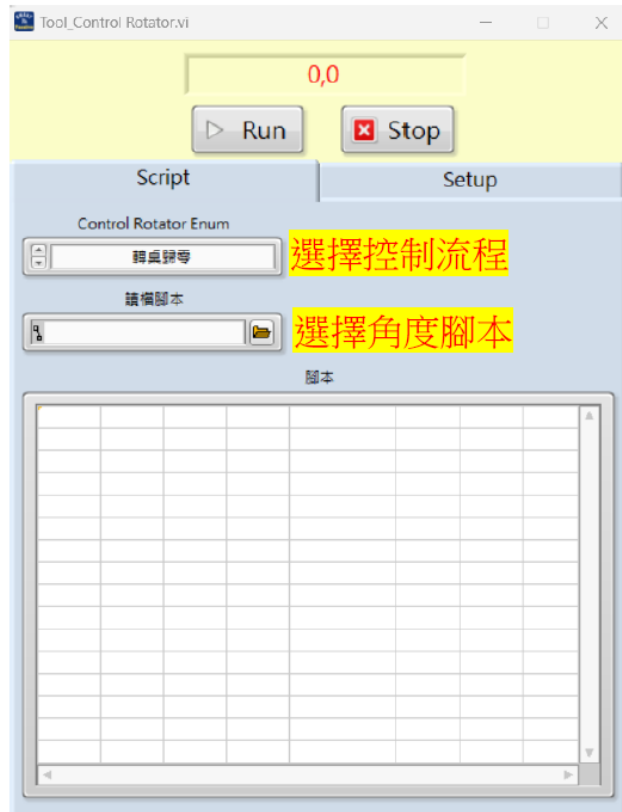 Tool_Control Rotator.vi
0,0
Run
Stop
Script
Setup
Control Rotator Enum
轉桌歸零
選擇控制流程
讀檔腳本
選擇角度腳本
腳本